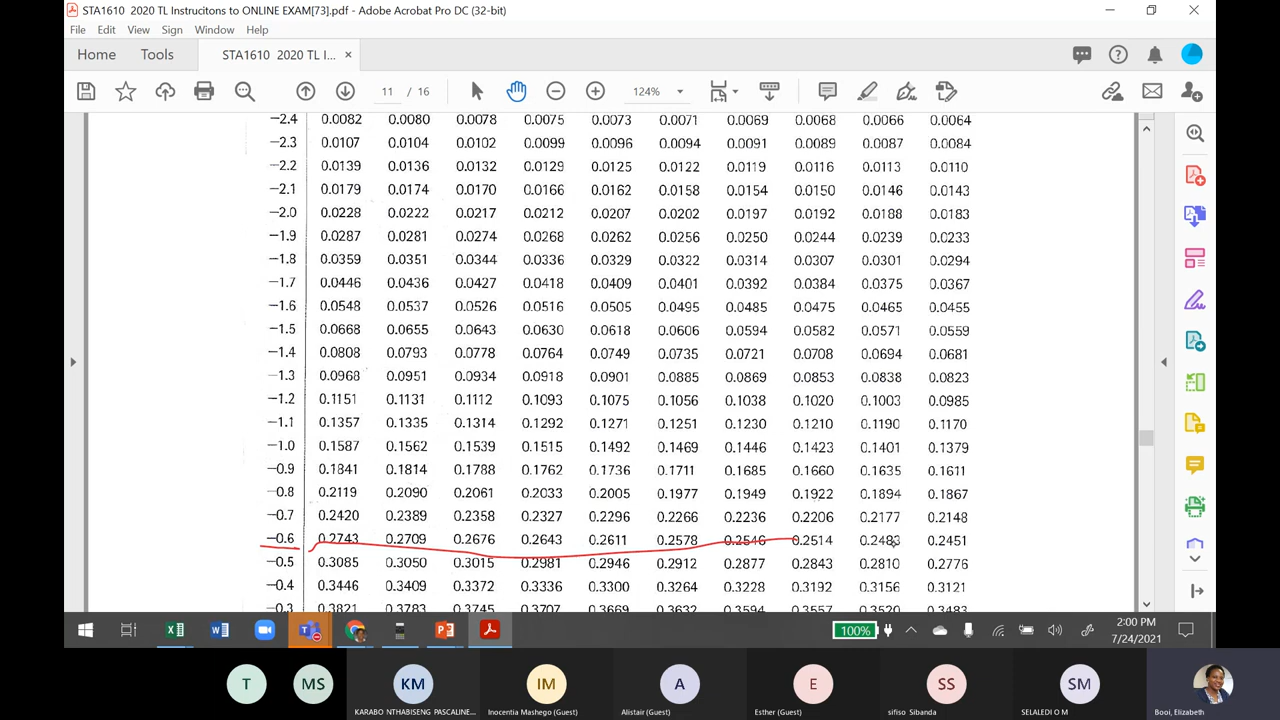 STA1610 2020 TL Instrucitons to ONLINE EXAM[73].pdf - Adobe Acrobat Pro DC (32-bit)
File Edit View Sign Window Help
Home Tools STA1610 2020 TL I... ×
11 / 16 124%
−2.4 0.0082 0.0080 0.0078 0.0075 0.0073 0.0071 0.0069 0.0068 0.0066 0.0064
−2.3 0.0107 0.0104 0.0102 0.0099 0.0096 0.0094 0.0091 0.0089 0.0087 0.0084
−2.2 0.0139 0.0136 0.0132 0.0129 0.0125 0.0122 0.0119 0.0116 0.0113 0.0110
−2.1 0.0179 0.0174 0.0170 0.0166 0.0162 0.0158 0.0154 0.0150 0.0146 0.0143
−2.0 0.0228 0.0222 0.0217 0.0212 0.0207 0.0202 0.0197 0.0192 0.0188 0.0183
−1.9 0.0287 0.0281 0.0274 0.0268 0.0262 0.0256 0.0250 0.0244 0.0239 0.0233
−1.8 0.0359 0.0351 0.0344 0.0336 0.0329 0.0322 0.0314 0.0307 0.0301 0.0294
−1.7 0.0446 0.0436 0.0427 0.0418 0.0409 0.0401 0.0392 0.0384 0.0375 0.0367
−1.6 0.0548 0.0537 0.0526 0.0516 0.0505 0.0495 0.0485 0.0475 0.0465 0.0455
−1.5 0.0668 0.0655 0.0643 0.0630 0.0618 0.0606 0.0594 0.0582 0.0571 0.0559
−1.4 0.0808 0.0793 0.0778 0.0764 0.0749 0.0735 0.0721 0.0708 0.0694 0.0681
−1.3 0.0968 0.0951 0.0934 0.0918 0.0901 0.0885 0.0869 0.0853 0.0838 0.0823
−1.2 0.1151 0.1131 0.1112 0.1093 0.1075 0.1056 0.1038 0.1020 0.1003 0.0985
−1.1 0.1357 0.1335 0.1314 0.1292 0.1271 0.1251 0.1230 0.1210 0.1190 0.1170
−1.0 0.1587 0.1562 0.1539 0.1515 0.1492 0.1469 0.1446 0.1423 0.1401 0.1379
−0.9 0.1841 0.1814 0.1788 0.1762 0.1736 0.1711 0.1685 0.1660 0.1635 0.1611
−0.8 0.2119 0.2090 0.2061 0.2033 0.2005 0.1977 0.1949 0.1922 0.1894 0.1867
−0.7 0.2420 0.2389 0.2358 0.2327 0.2296 0.2266 0.2236 0.2206 0.2177 0.2148
−0.6 0.2743 0.2709 0.2676 0.2643 0.2611 0.2578 0.2546 0.2514 0.2483 0.2451
−0.5 0.3085 0.3050 0.3015 0.2981 0.2946 0.2912 0.2877 0.2843 0.2810 0.2776
−0.4 0.3446 0.3409 0.3372 0.3336 0.3300 0.3264 0.3228 0.3192 0.3156 0.3121
−0.3 0.3821 0.3783 0.3745 0.3707 0.3669 0.3632 0.3594 0.3557 0.3520 0.3483
100% 2:00 PM
7/24/2021
T MS KM IM A E SS SM
KARABO NTHABISENG PASCALINE... Inocentia Mashego (Guest) Alistair (Guest) Esther (Guest) sifiso Sibanda SELALEDI O M Booi, Elizabeth